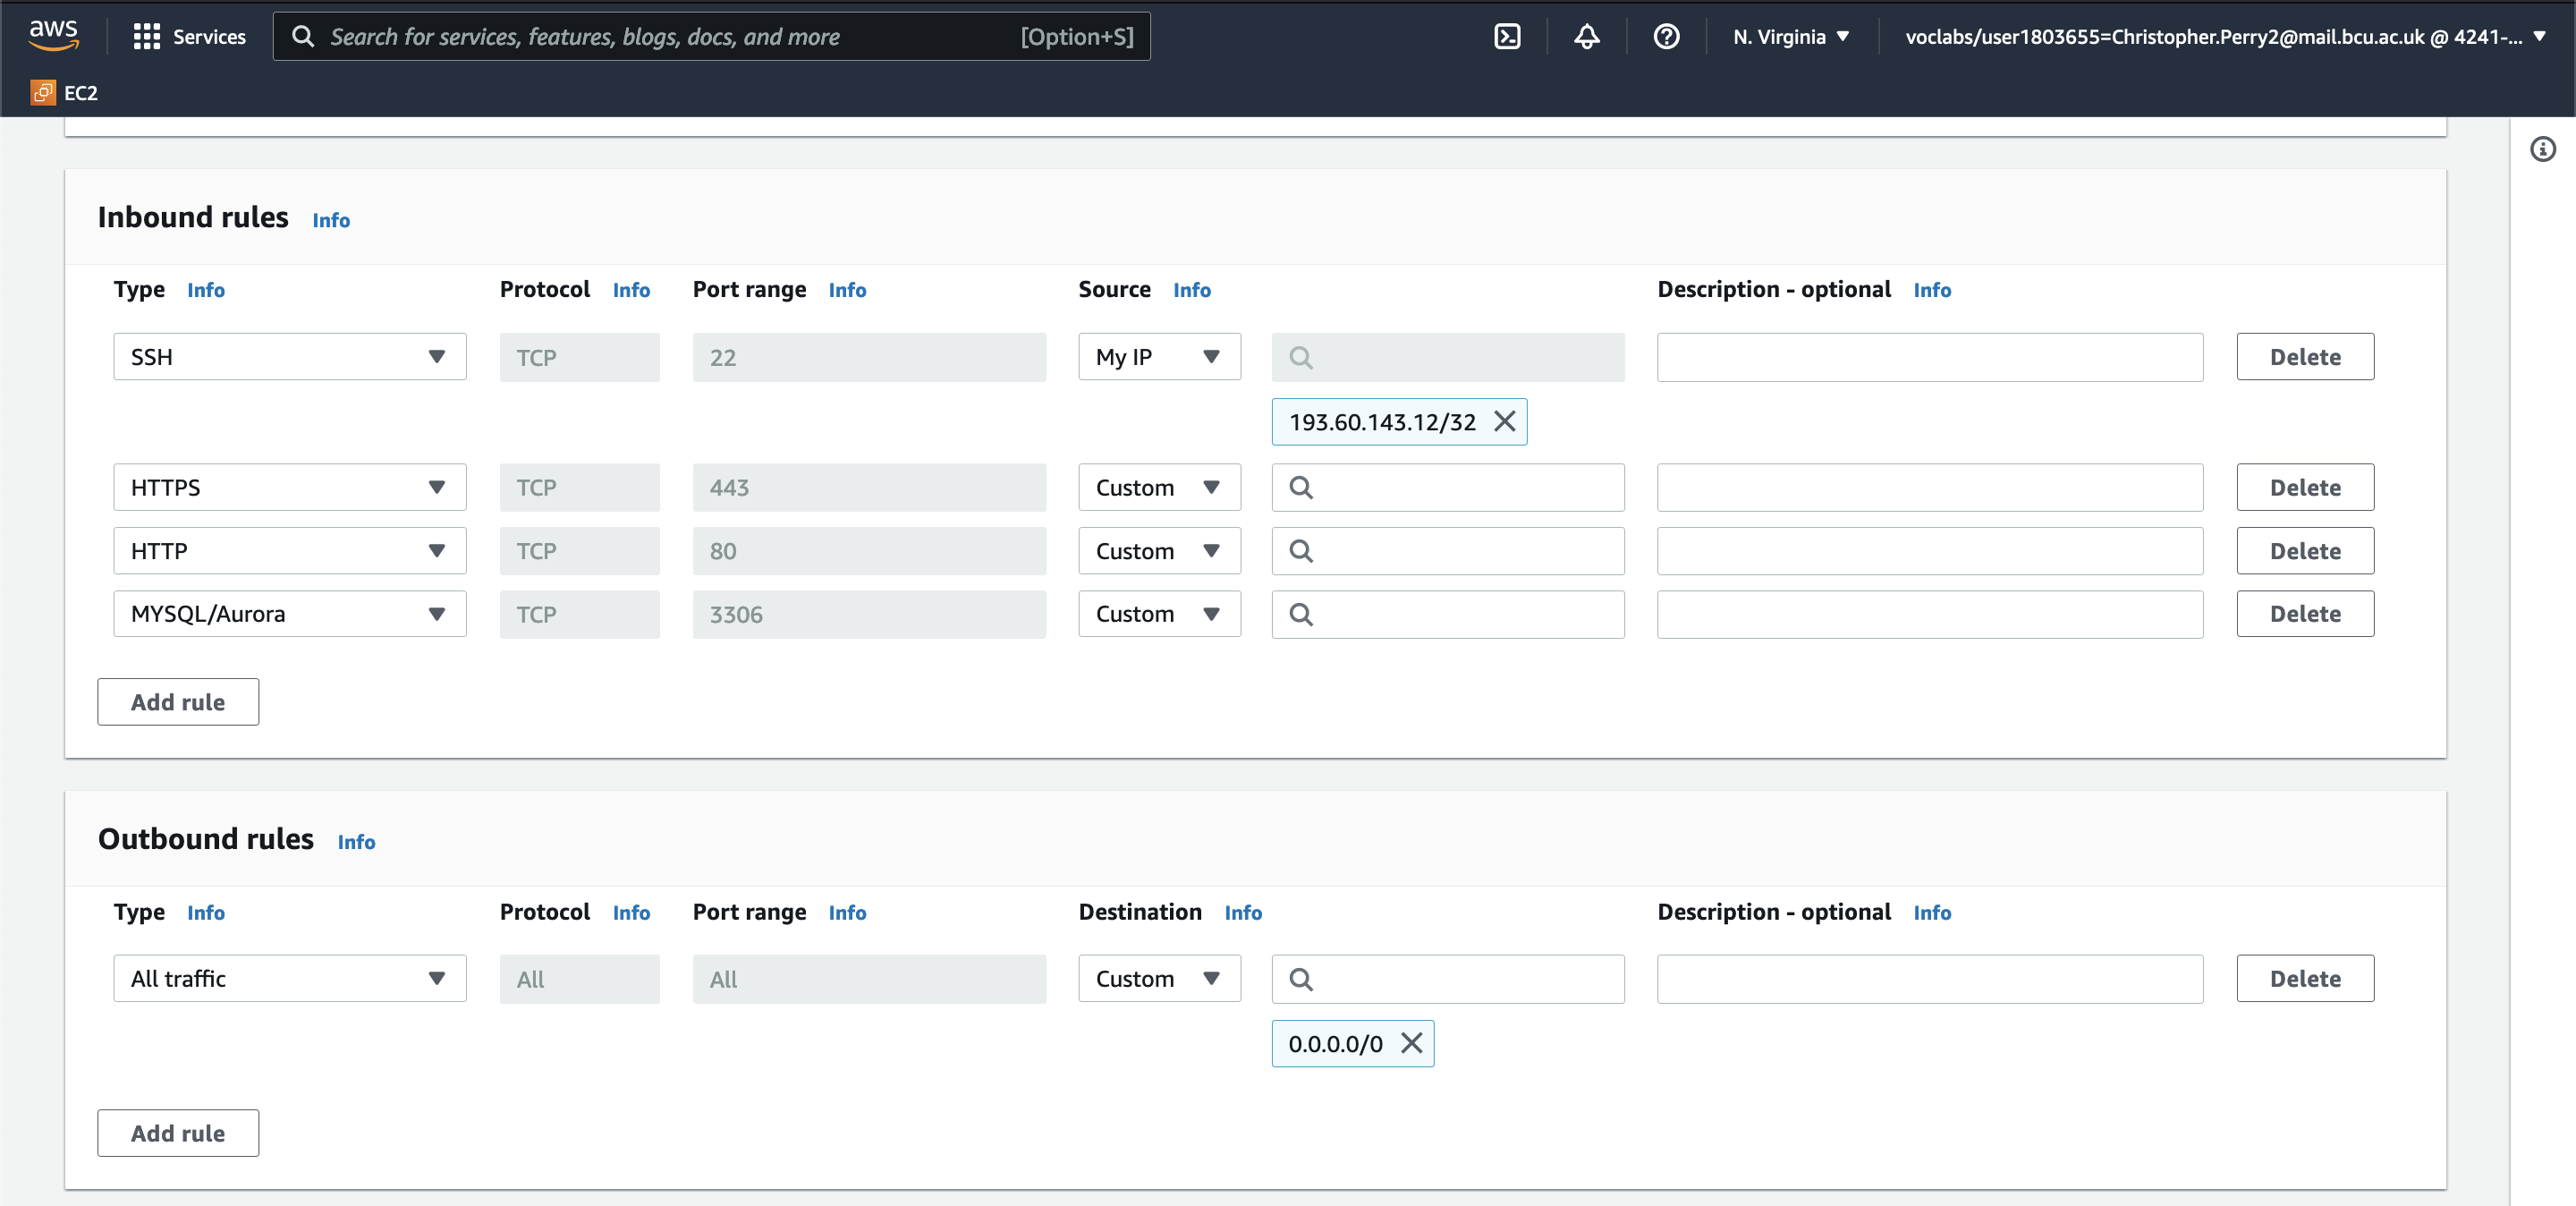 aws Services Search for services, features, blogs, docs, and more [Option+S] N. Virginia voclabs/user1803655=Christopher.Perry2@mail.bcu.ac.uk @ 4241-...
EC2
Inbound rules Info
Type Info Protocol Info Port range Info Source Info Description - optional Info
SSH TCP 22 My IP Delete
193.60.143.12/32
HTTPS TCP 443 Custom Delete
HTTP TCP 80 Custom Delete
MYSQL/Aurora TCP 3306 Custom Delete
Add rule
Outbound rules Info
Type Info Protocol Info Port range Info Destination Info Description - optional Info
All traffic All All Custom Delete
0.0.0.0/0
Add rule